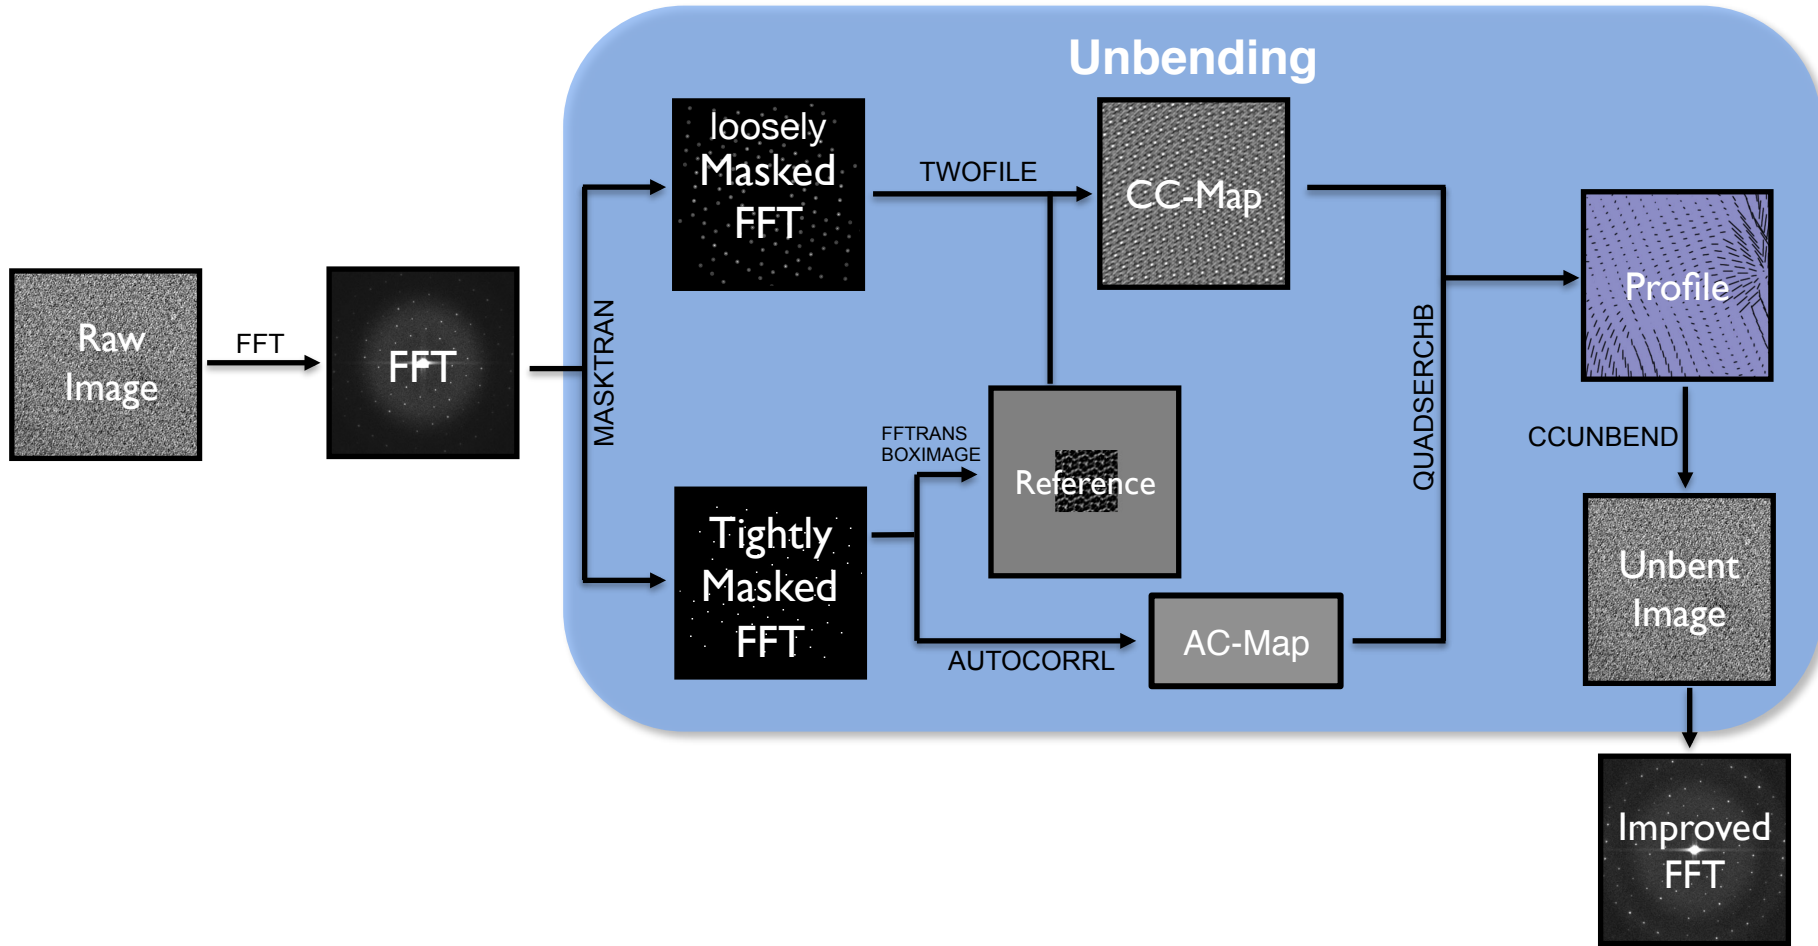 Unbending
loosely
Masked
FFT
TWOFILE
CC-Map
Raw
Image
FFT
FFT
MASKTRAN
Profile
QUADSERCHB
CCUNBEND
FFTRANS
BOXIMAGE
Reference
Tightly
Masked
FFT
AUTOCORRL
AC-Map
Unbent
Image
Improved
FFT